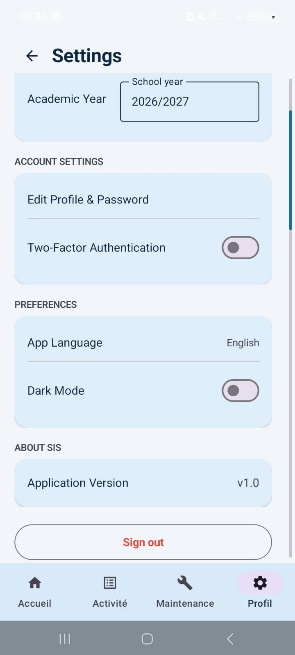 Settings
School year
Academic Year 2026/2027
ACCOUNT SETTINGS
Edit Profile & Password
Two-Factor Authentication
PREFERENCES
App Language English
Dark Mode
ABOUT SIS
Application Version v1.0
Sign out
Accueil Activité Maintenance Profil